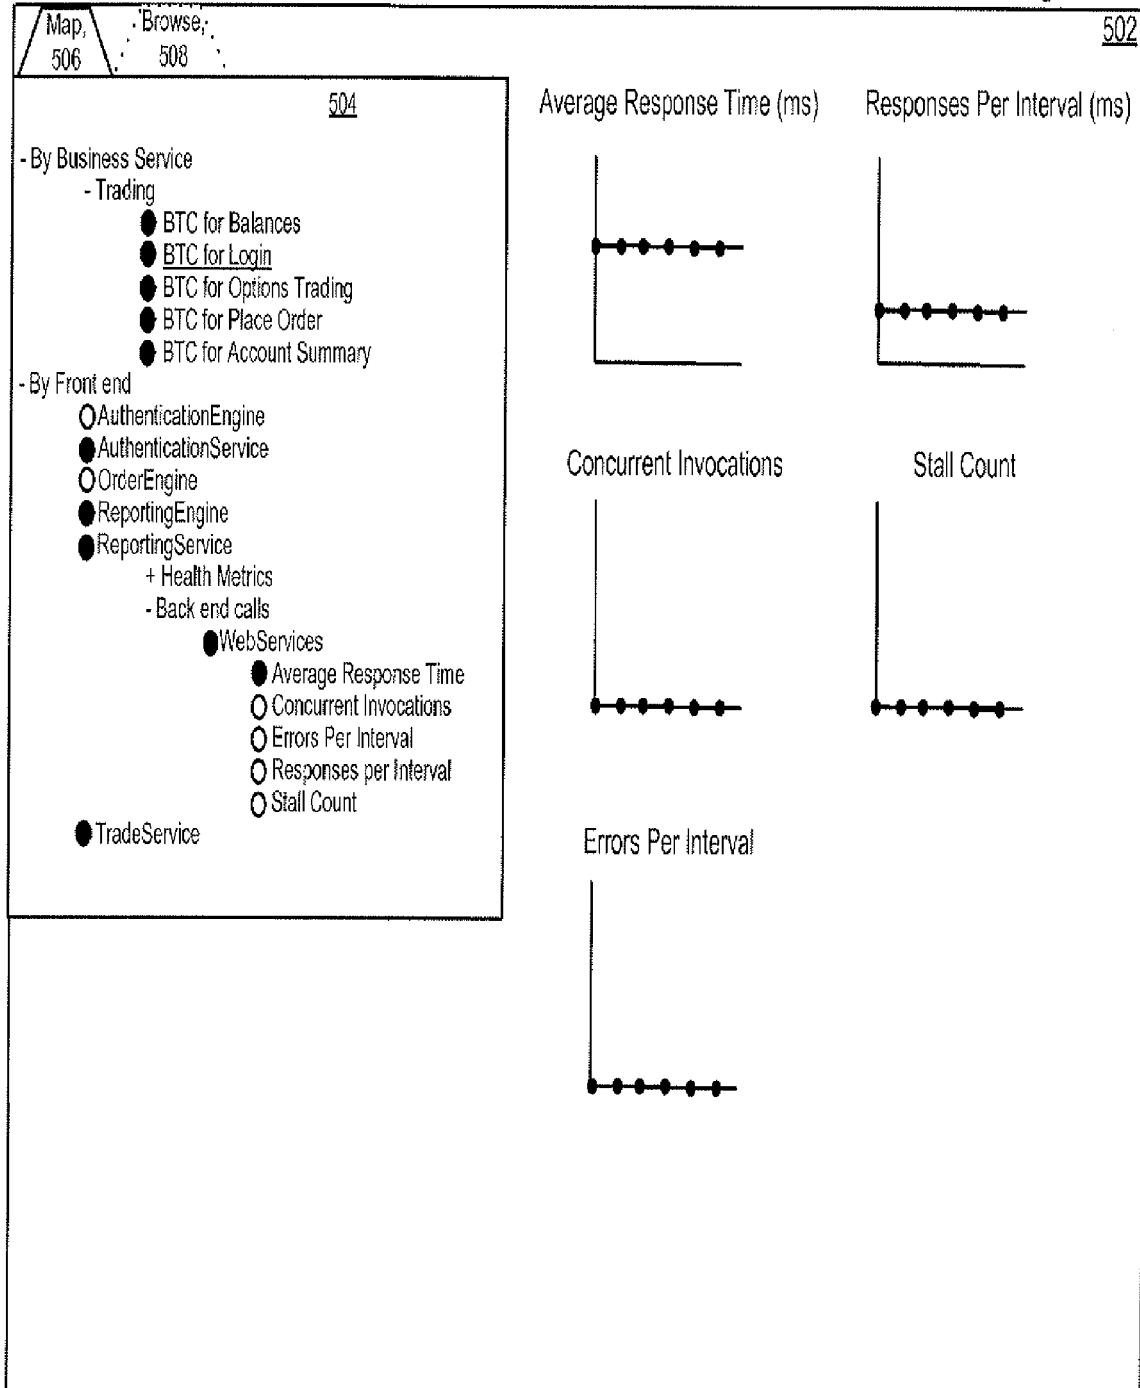 Map,
506
Browse,
508
502
504
- By Business Service
- Trading
BTC for Balances
BTC for Login
BTC for Options Trading
BTC for Place Order
BTC for Account Summary
- By Front end
AuthenticationEngine
AuthenticationService
OrderEngine
ReportingEngine
ReportingService
+ Health Metrics
- Back end calls
WebServices
Average Response Time
Concurrent Invocations
Errors Per Interval
Responses per Interval
Stall Count
TradeService
Average Response Time (ms)
Responses Per Interval (ms)
Concurrent Invocations
Stall Count
Errors Per Interval